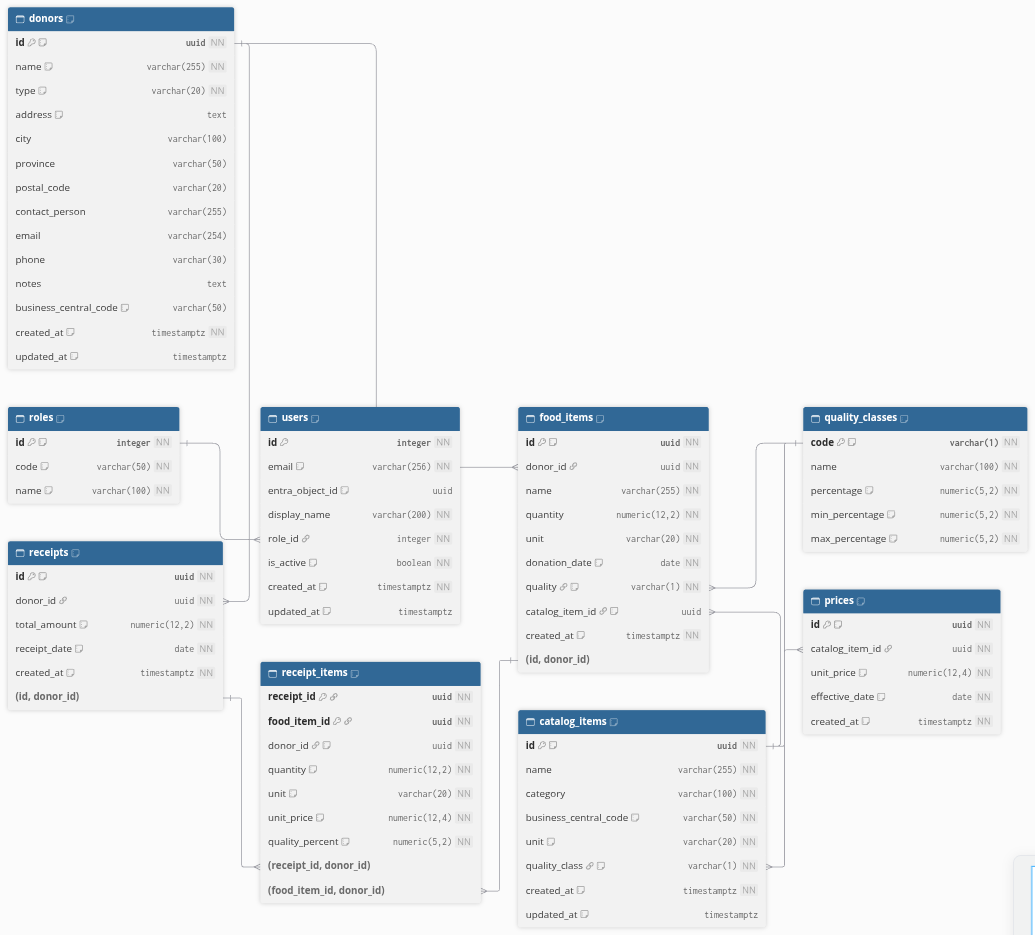 donors
id uuid NN
name varchar(255) NN
type varchar(20) NN
address text
city varchar(100)
province varchar(50)
postal_code varchar(20)
contact_person varchar(255)
email varchar(254)
phone varchar(30)
notes text
business_central_code varchar(50)
created_at timestamptz NN
updated_at timestamptz
roles
id integer NN
code varchar(50) NN
name varchar(100) NN
receipts
id uuid NN
donor_id uuid NN
total_amount numeric(12,2) NN
receipt_date date NN
created_at timestamptz NN
(id, donor_id)
users
id integer NN
email varchar(256) NN
entra_object_id uuid
display_name varchar(200) NN
role_id integer NN
is_active boolean NN
created_at timestamptz NN
updated_at timestamptz
receipt_items
receipt_id uuid NN
food_item_id uuid NN
donor_id uuid NN
quantity numeric(12,2) NN
unit varchar(20) NN
unit_price numeric(12,4) NN
quality_percent numeric(5,2) NN
(receipt_id, donor_id)
(food_item_id, donor_id)
food_items
id uuid NN
donor_id uuid NN
name varchar(255) NN
quantity numeric(12,2) NN
unit varchar(20) NN
donation_date date NN
quality varchar(1) NN
catalog_item_id uuid
created_at timestamptz NN
(id, donor_id)
catalog_items
id uuid NN
name varchar(255) NN
category varchar(100) NN
business_central_code varchar(50) NN
unit varchar(20) NN
quality_class varchar(1) NN
created_at timestamptz NN
updated_at timestamptz
quality_classes
code varchar(1) NN
name varchar(100) NN
percentage numeric(5,2) NN
min_percentage numeric(5,2) NN
max_percentage numeric(5,2) NN
prices
id uuid NN
catalog_item_id uuid NN
unit_price numeric(12,4) NN
effective_date date NN
created_at timestamptz NN